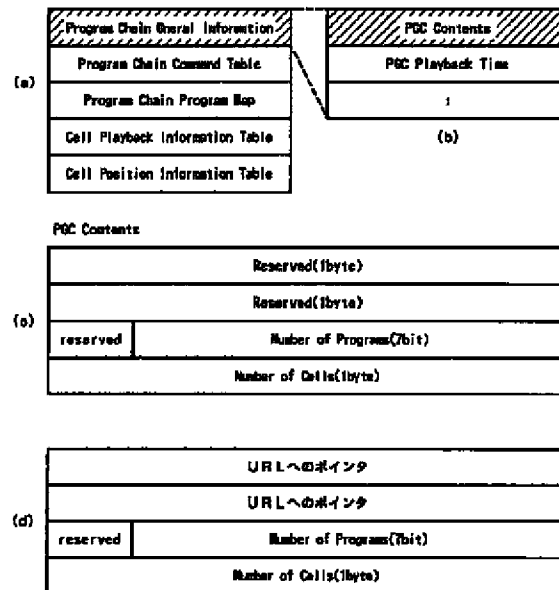 Program Chain Gneral Information
Program Chain Command Table
Program Chain Program Map
Cell Playback Information Table
Cell Position Information Table
(a)
PGC Contents
PGC Playback Time
:
(b)
PGC Contents
Reserved(1byte)
Reserved(1byte)
reserved
Number of Programs(7bit)
Number of Cells(1byte)
(c)
URLへのポインタ
URLへのポインタ
reserved
Number of Programs(7bit)
Number of Cells(1byte)
(d)